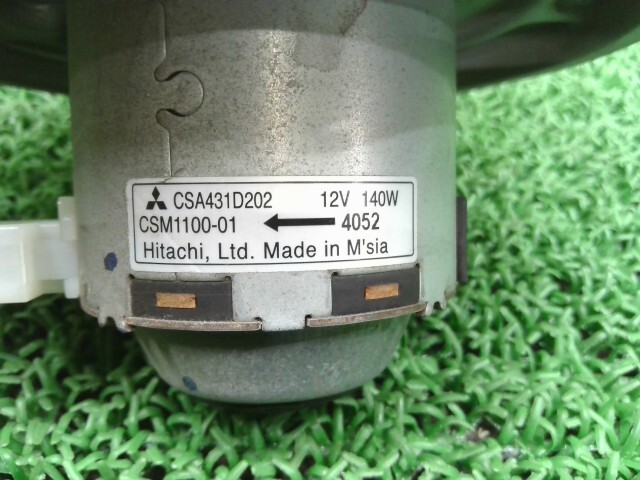 CSA431D202 12V 140W
CSM1100-01 4052
Hitachi, Ltd. Made in M'sia